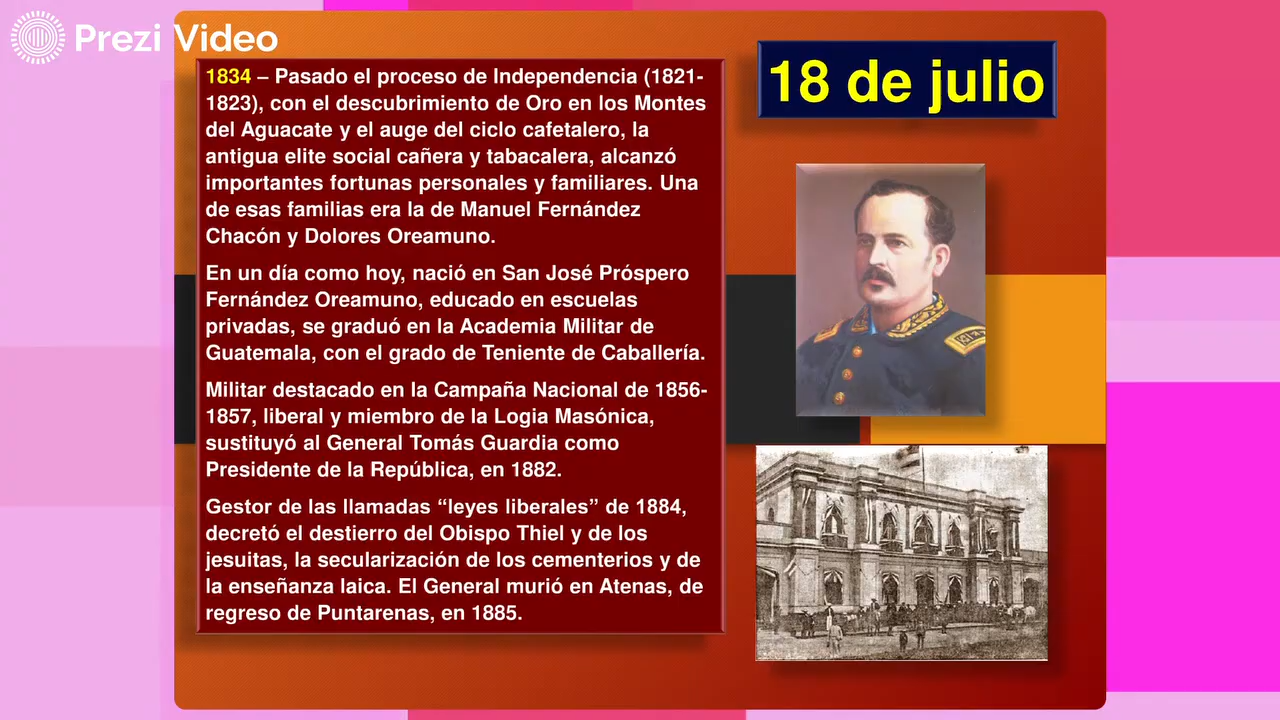 Prezi Video
18 de julio
1834 – Pasado el proceso de Independencia (1821-
1823), con el descubrimiento de Oro en los Montes
del Aguacate y el auge del ciclo cafetalero, la
antigua elite social cañera y tabacalera, alcanzó
importantes fortunas personales y familiares. Una
de esas familias era la de Manuel Fernández
Chacón y Dolores Oreamuno.
En un día como hoy, nació en San José Próspero
Fernández Oreamuno, educado en escuelas
privadas, se graduó en la Academia Militar de
Guatemala, con el grado de Teniente de Caballería.
Militar destacado en la Campaña Nacional de 1856-
1857, liberal y miembro de la Logia Masónica,
sustituyó al General Tomás Guardia como
Presidente de la República, en 1882.
Gestor de las llamadas “leyes liberales” de 1884,
decretó el destierro del Obispo Thiel y de los
jesuitas, la secularización de los cementerios y de
la enseñanza laica. El General murió en Atenas, de
regreso de Puntarenas, en 1885.